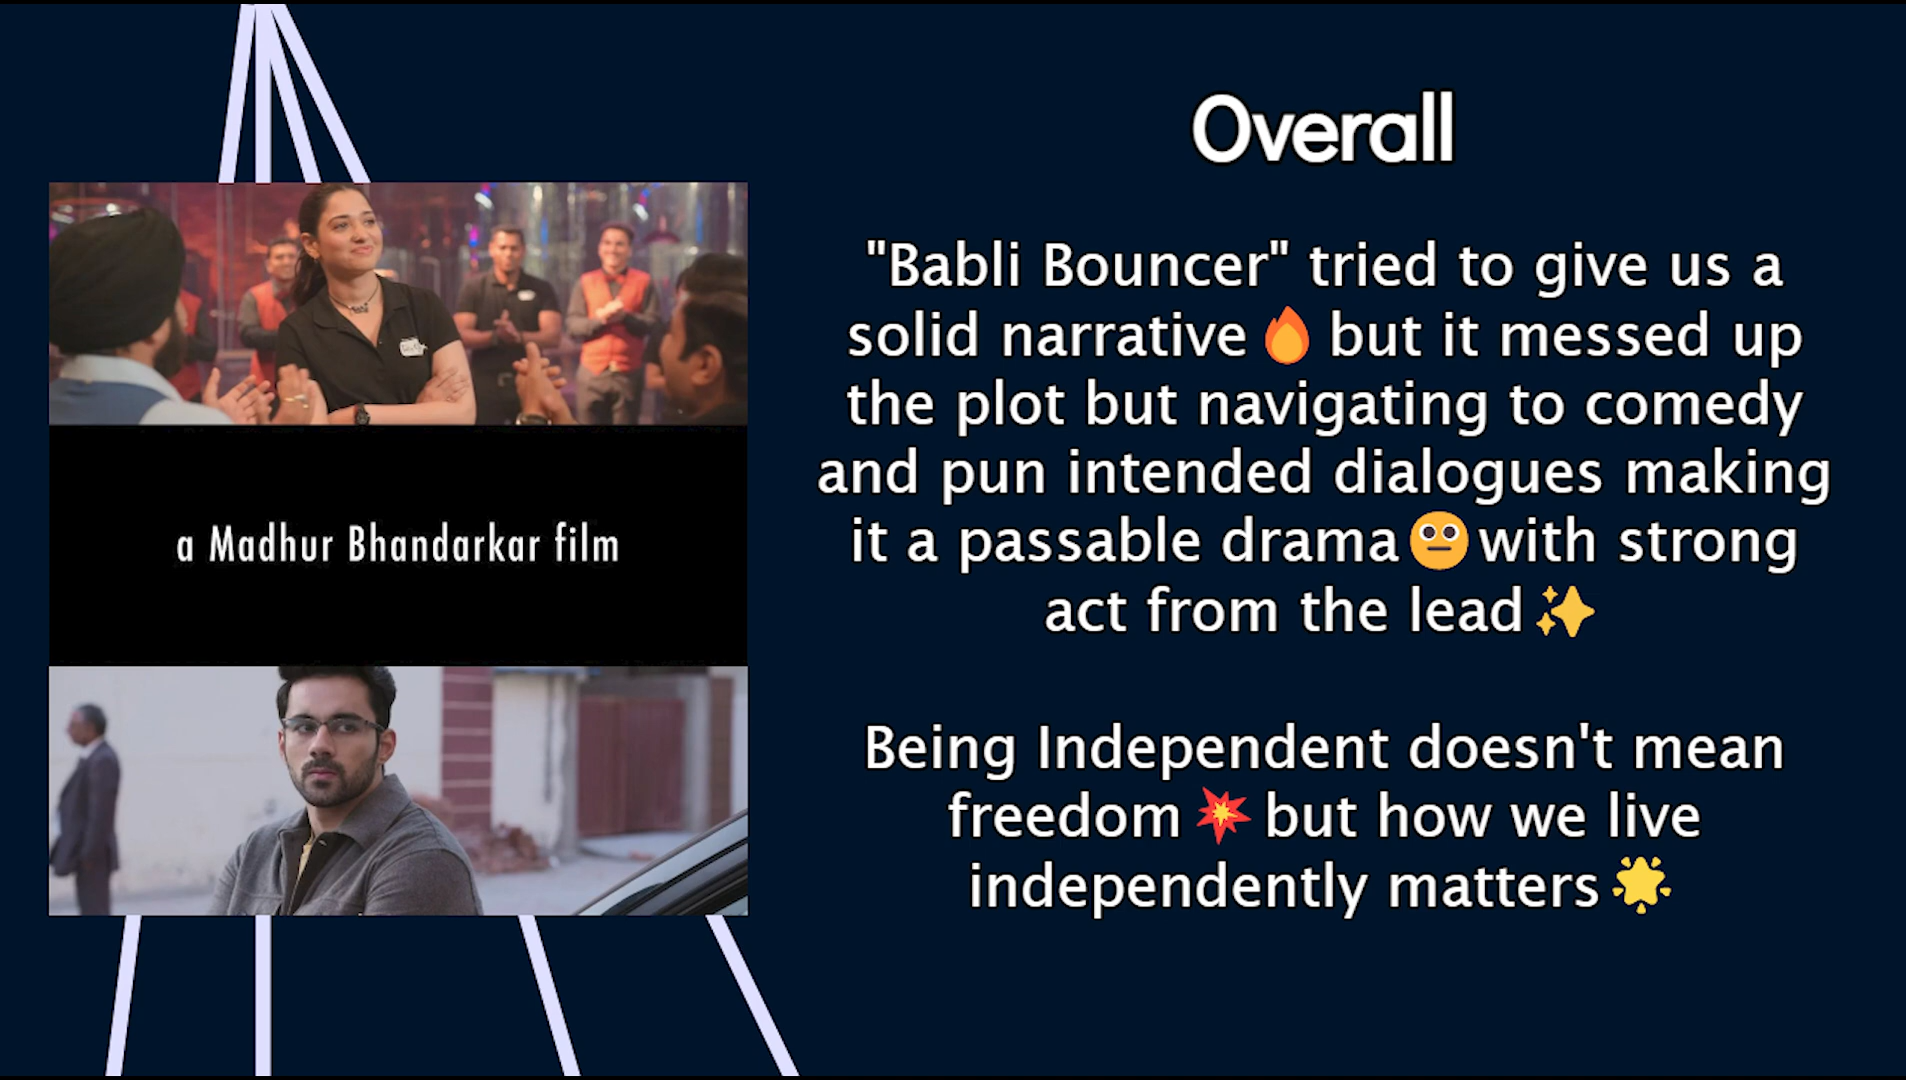 Overall
"Babli Bouncer" tried to give us a
solid narrative 🔥 but it messed up
the plot but navigating to comedy
and pun intended dialogues making
it a passable drama 😐 with strong
act from the lead ✨
a Madhur Bhandarkar film
Being Independent doesn't mean
freedom 💥 but how we live
independently matters 🌟